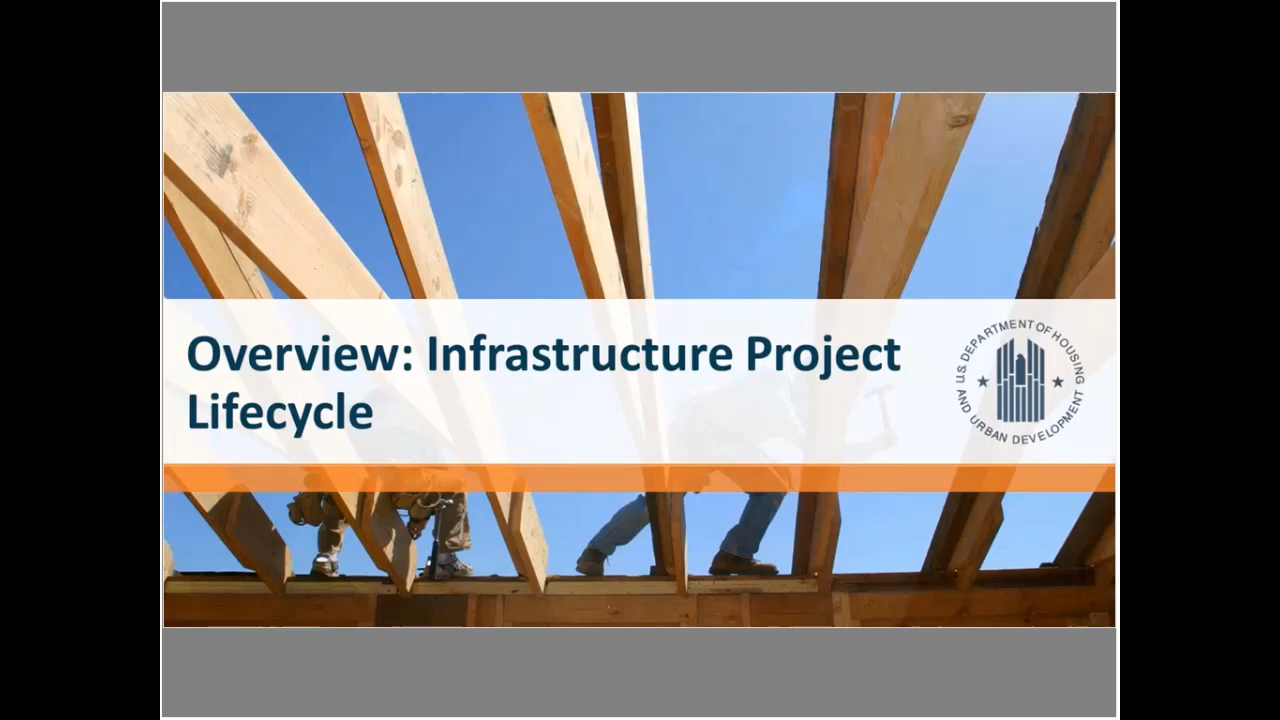 Overview: Infrastructure Project
Lifecycle
U.S. DEPARTMENT OF HOUSING
AND URBAN DEVELOPMENT